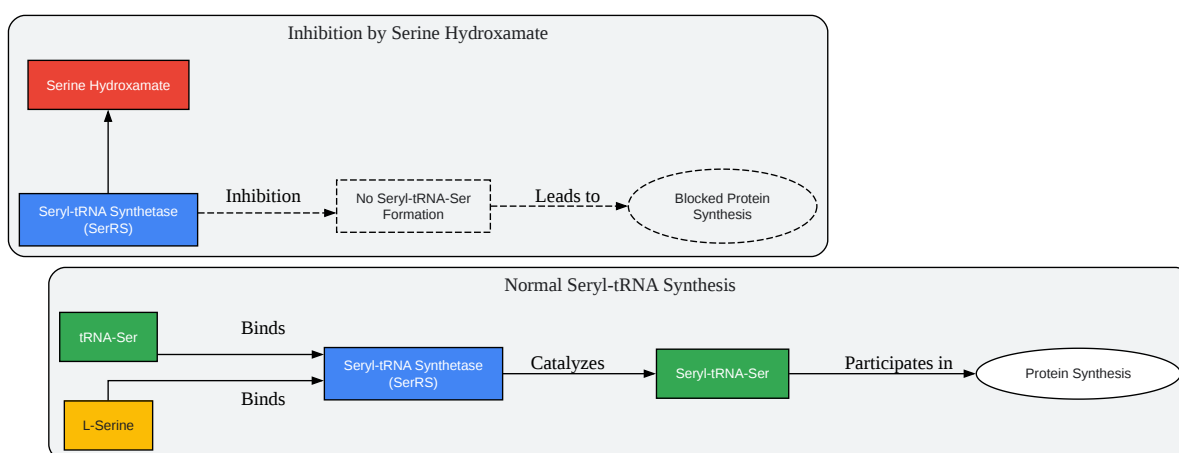 Inhibition by Serine Hydroxamate
Serine Hydroxamate
Seryl-tRNA Synthetase
(SerRS)
Inhibition
No Seryl-tRNA-Ser
Formation
Leads to
Blocked Protein
Synthesis
Normal Seryl-tRNA Synthesis
tRNA-Ser
Binds
L-Serine
Binds
Seryl-tRNA Synthetase
(SerRS)
Catalyzes
Seryl-tRNA-Ser
Participates in
Protein Synthesis